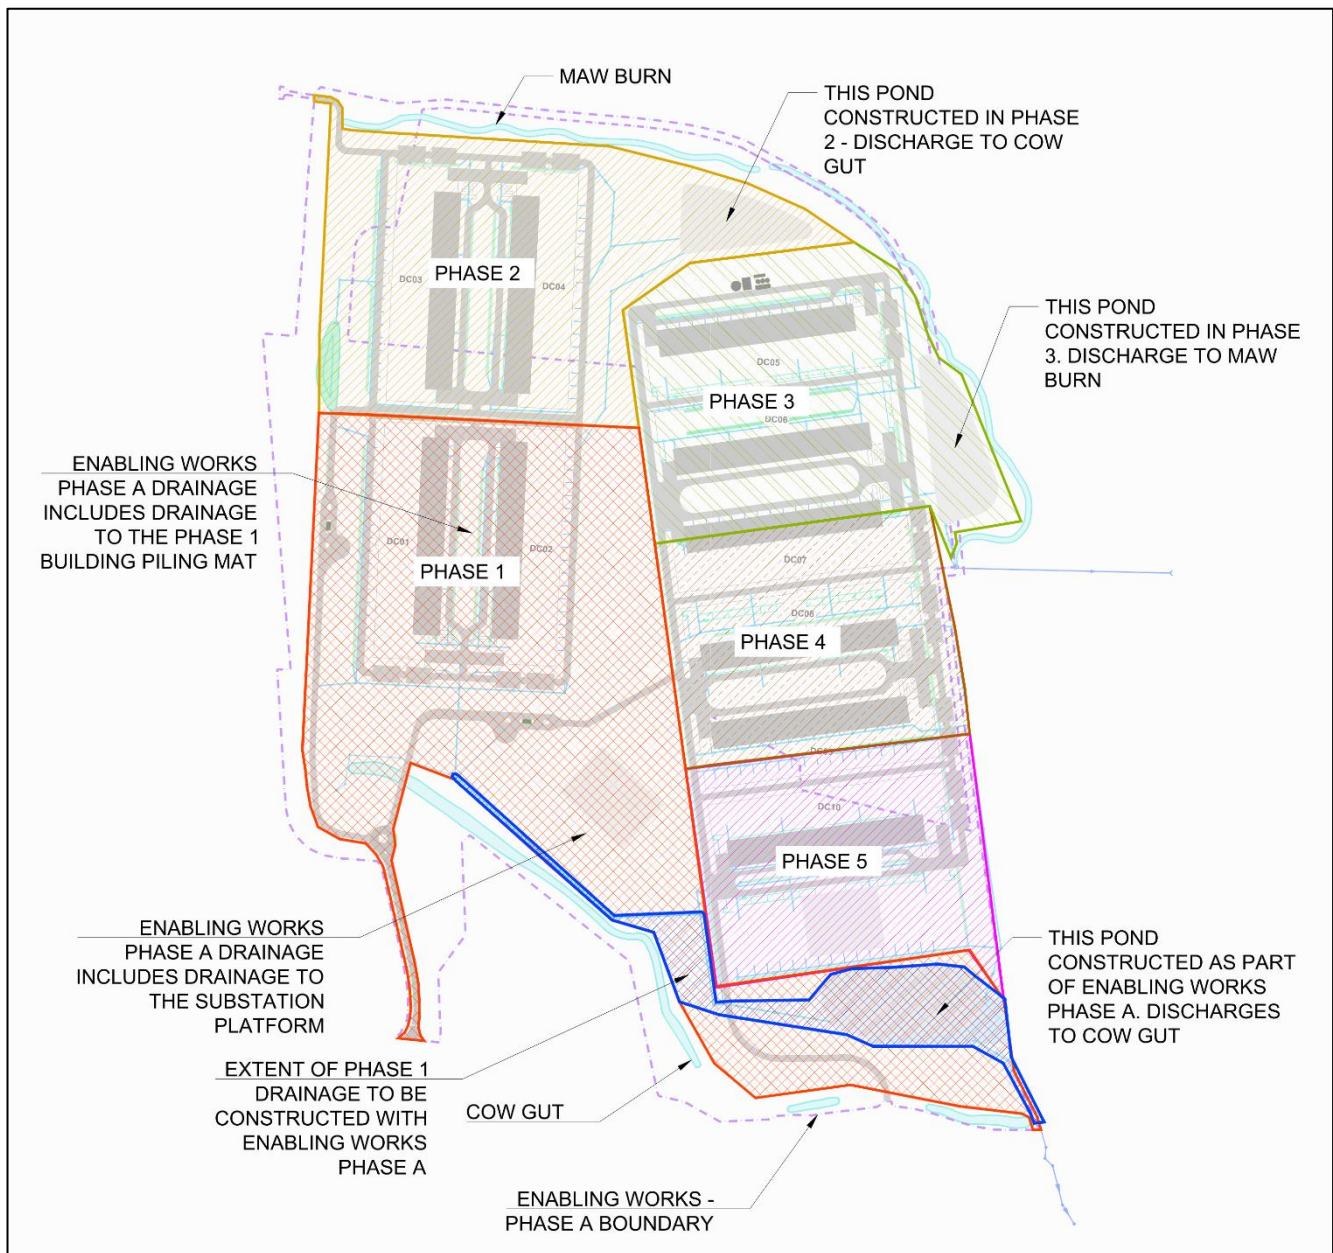 MAW BURN
THIS POND
CONSTRUCTED IN PHASE
2 - DISCHARGE TO COW
GUT
DC03
PHASE 2
DC04
THIS POND
CONSTRUCTED IN PHASE
3. DISCHARGE TO MAW
BURN
DC05
PHASE 3
DC06
ENABLING WORKS
PHASE A DRAINAGE
INCLUDES DRAINAGE
TO THE PHASE 1
BUILDING PILING MAT
DC01
DC02
PHASE 1
DC07
DC08
PHASE 4
DC10
PHASE 5
ENABLING WORKS
PHASE A DRAINAGE
INCLUDES DRAINAGE TO
THE SUBSTATION
PLATFORM
THIS POND
CONSTRUCTED AS PART
OF ENABLING WORKS
PHASE A. DISCHARGES
TO COW GUT
EXTENT OF PHASE 1
DRAINAGE TO BE
CONSTRUCTED WITH
ENABLING WORKS
PHASE A
COW GUT
ENABLING WORKS -
PHASE A BOUNDARY